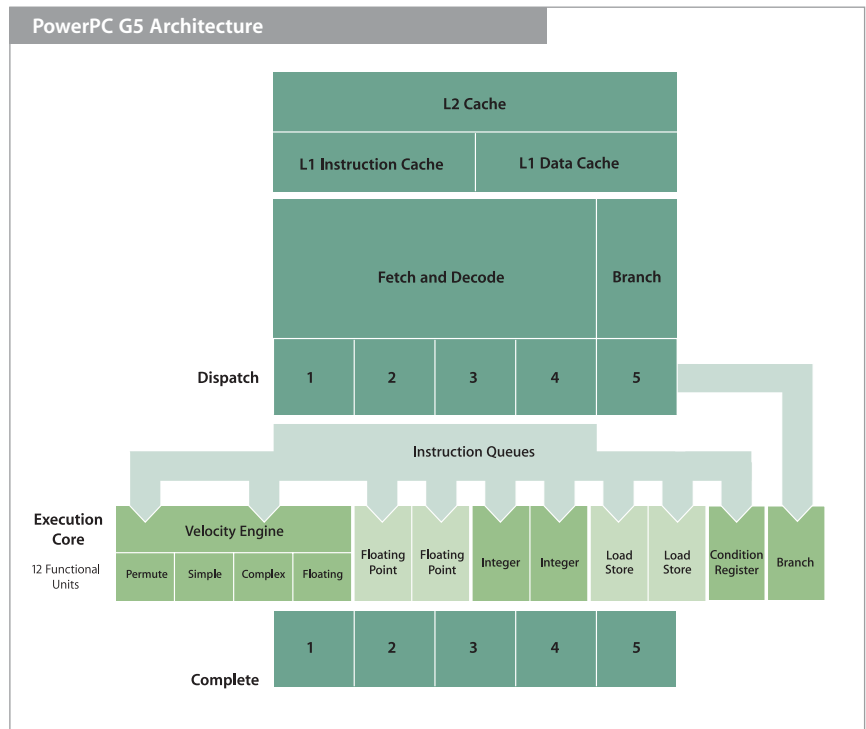 PowerPC G5 Architecture
L2 Cache
L1 Instruction Cache
L1 Data Cache
Fetch and Decode
Branch
Dispatch
1
2
3
4
5
Instruction Queues
Execution
Core
12 Functional
Units
Velocity Engine
Permute
Simple
Complex
Floating
Floating
Point
Floating
Point
Integer
Integer
Load
Store
Load
Store
Condition
Register
Branch
Complete
1
2
3
4
5